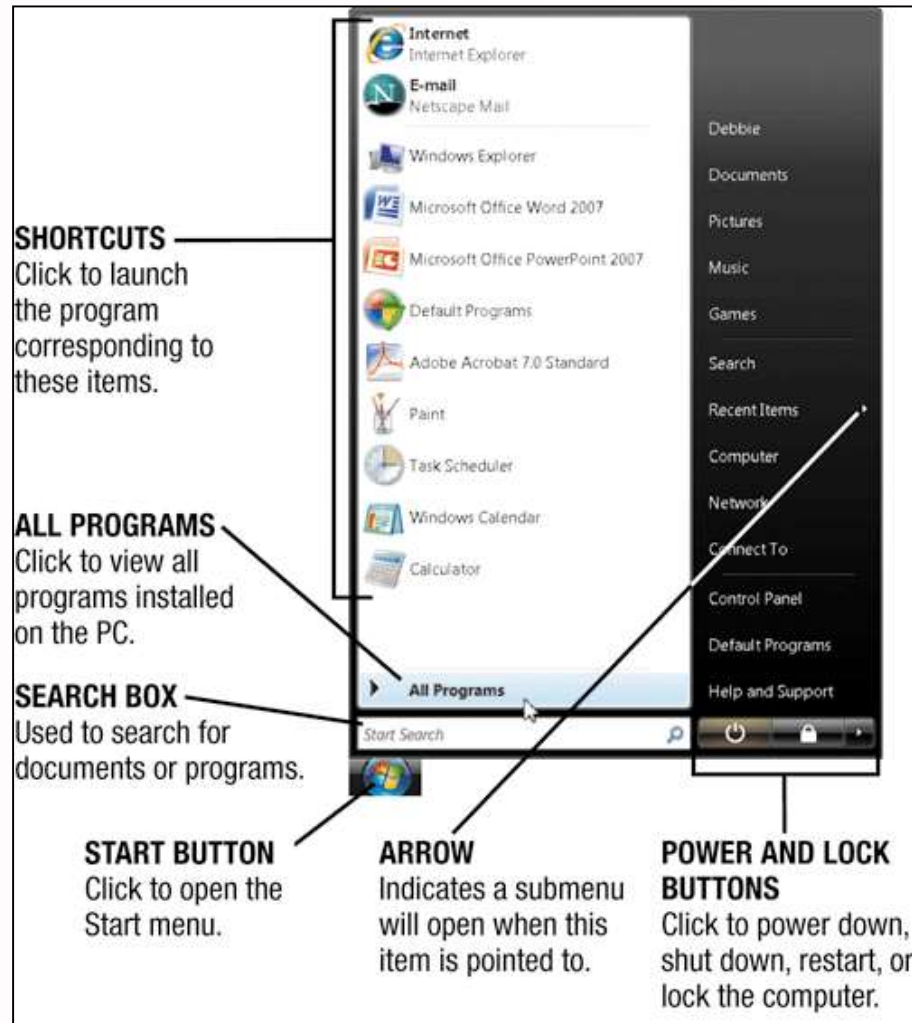 Internet
Internet Explorer
E-mail
Netscape Mail
Windows Explorer
Microsoft Office Word 2007
Microsoft Office PowerPoint 2007
Default Programs
Adobe Acrobat 7.0 Standard
Paint
Task Scheduler
Windows Calendar
Calculator
All Programs
Start Search
Debbie
Documents
Pictures
Music
Games
Search
Recent Items
Computer
Network
Connect To
Control Panel
Default Programs
Help and Support
SHORTCUTS
Click to launch
the program
corresponding to
these items.
ALL PROGRAMS
Click to view all
programs installed
on the PC.
SEARCH BOX
Used to search for
documents or programs.
START BUTTON
Click to open the
Start menu.
ARROW
Indicates a submenu
will open when this
item is pointed to.
POWER AND LOCK
BUTTONS
Click to power down,
shut down, restart, or
lock the computer.